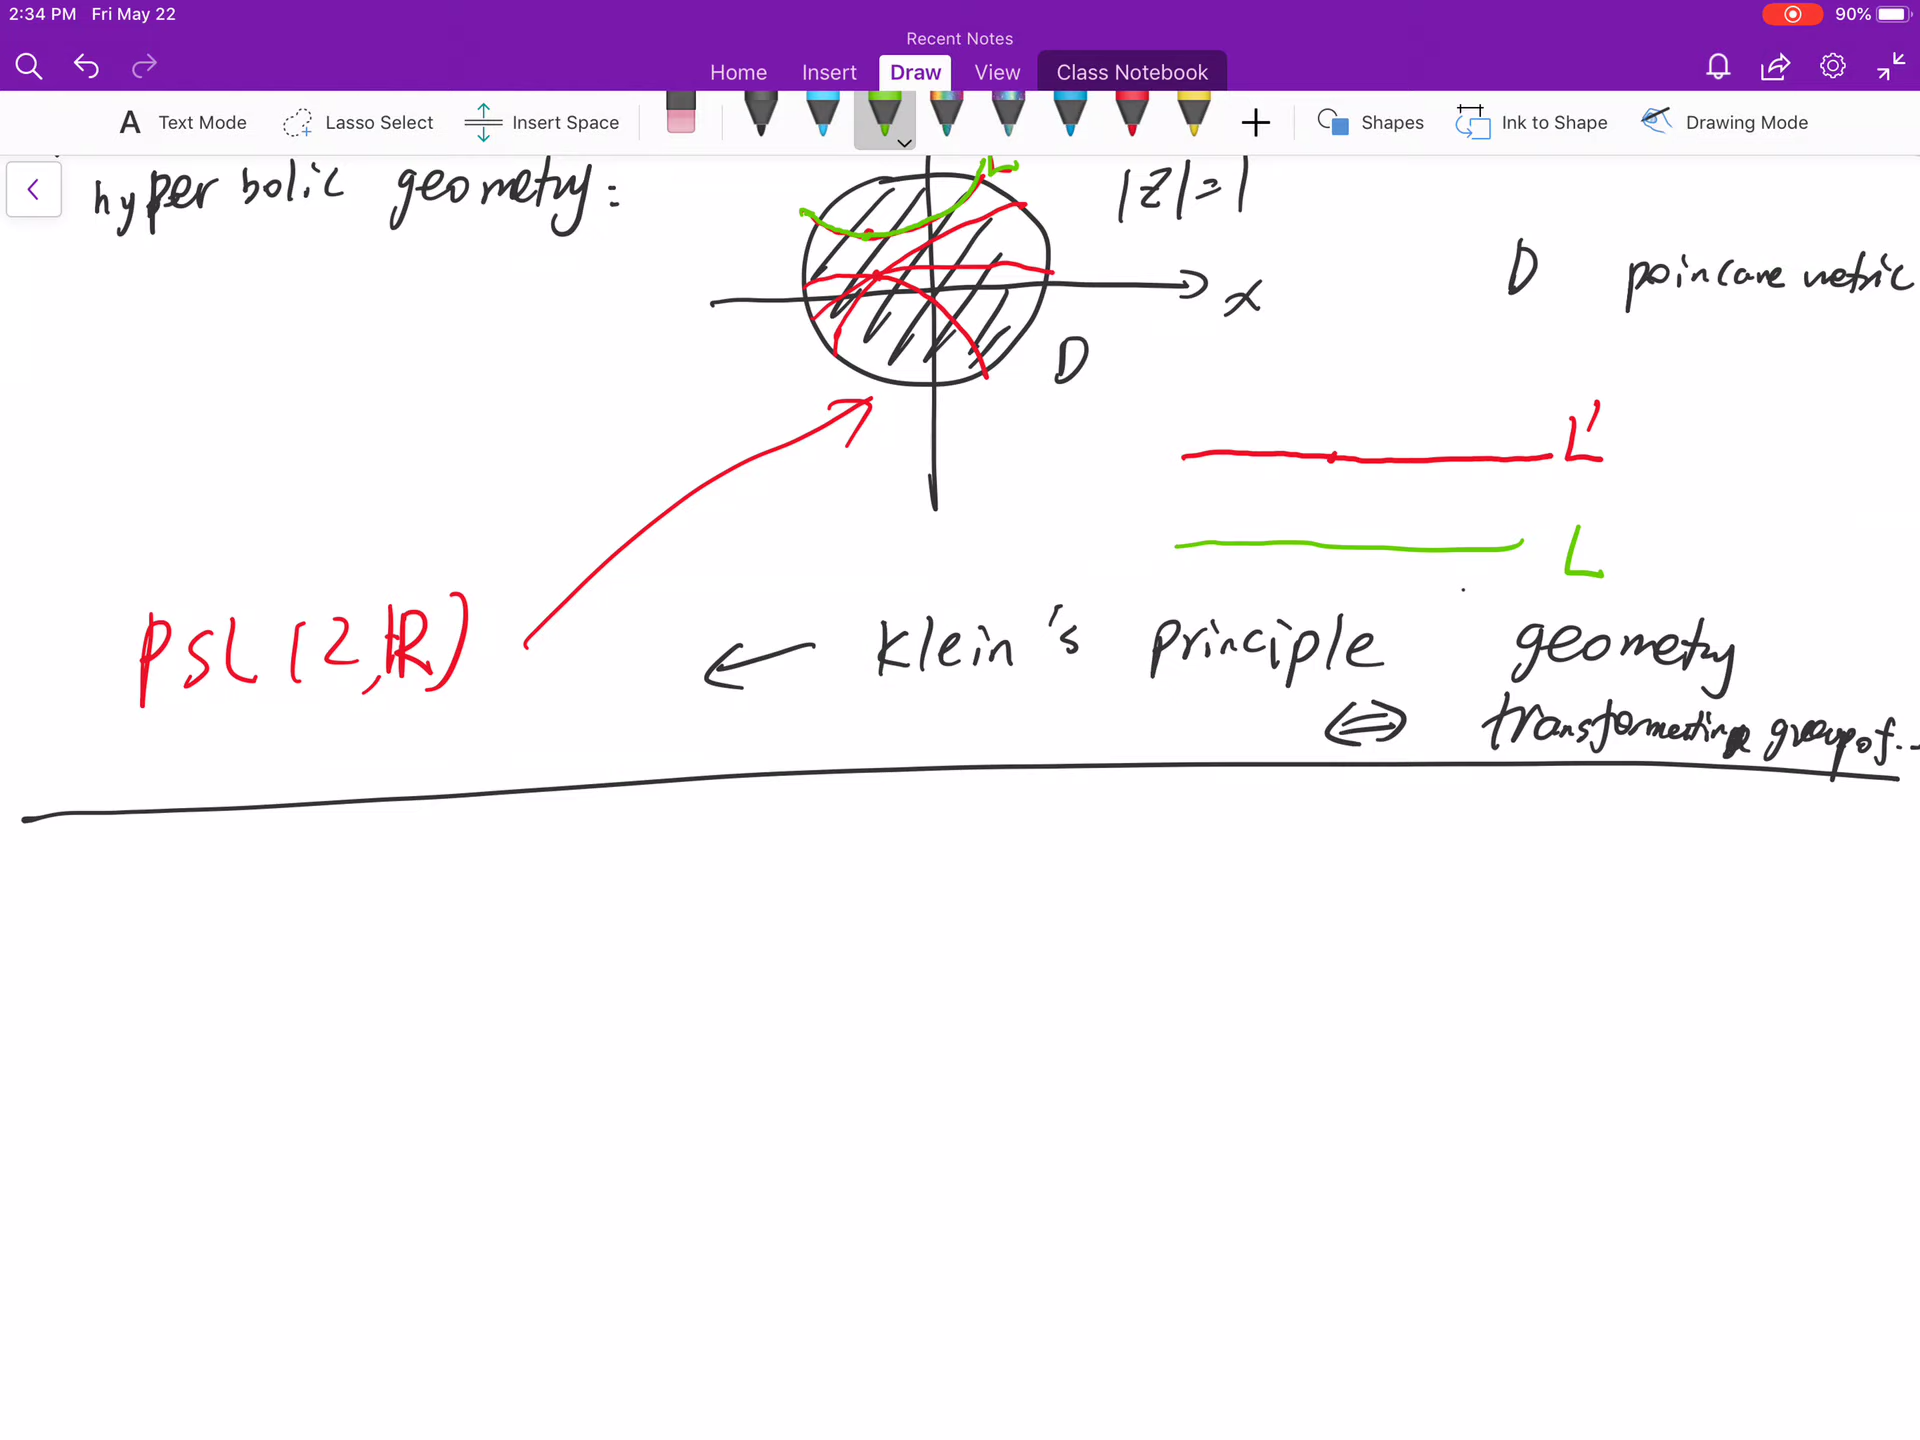 2:34 PM Fri May 22
90%
Recent Notes
Home Insert Draw View Class Notebook
A Text Mode Lasso Select Insert Space Shapes Ink to Shape Drawing Mode
hyperbolic geometry:
L
|Z|=1
D poincare metric
x
D
L'
L
PSL(2,IR)
Klein's principle geometry
transformation group of...